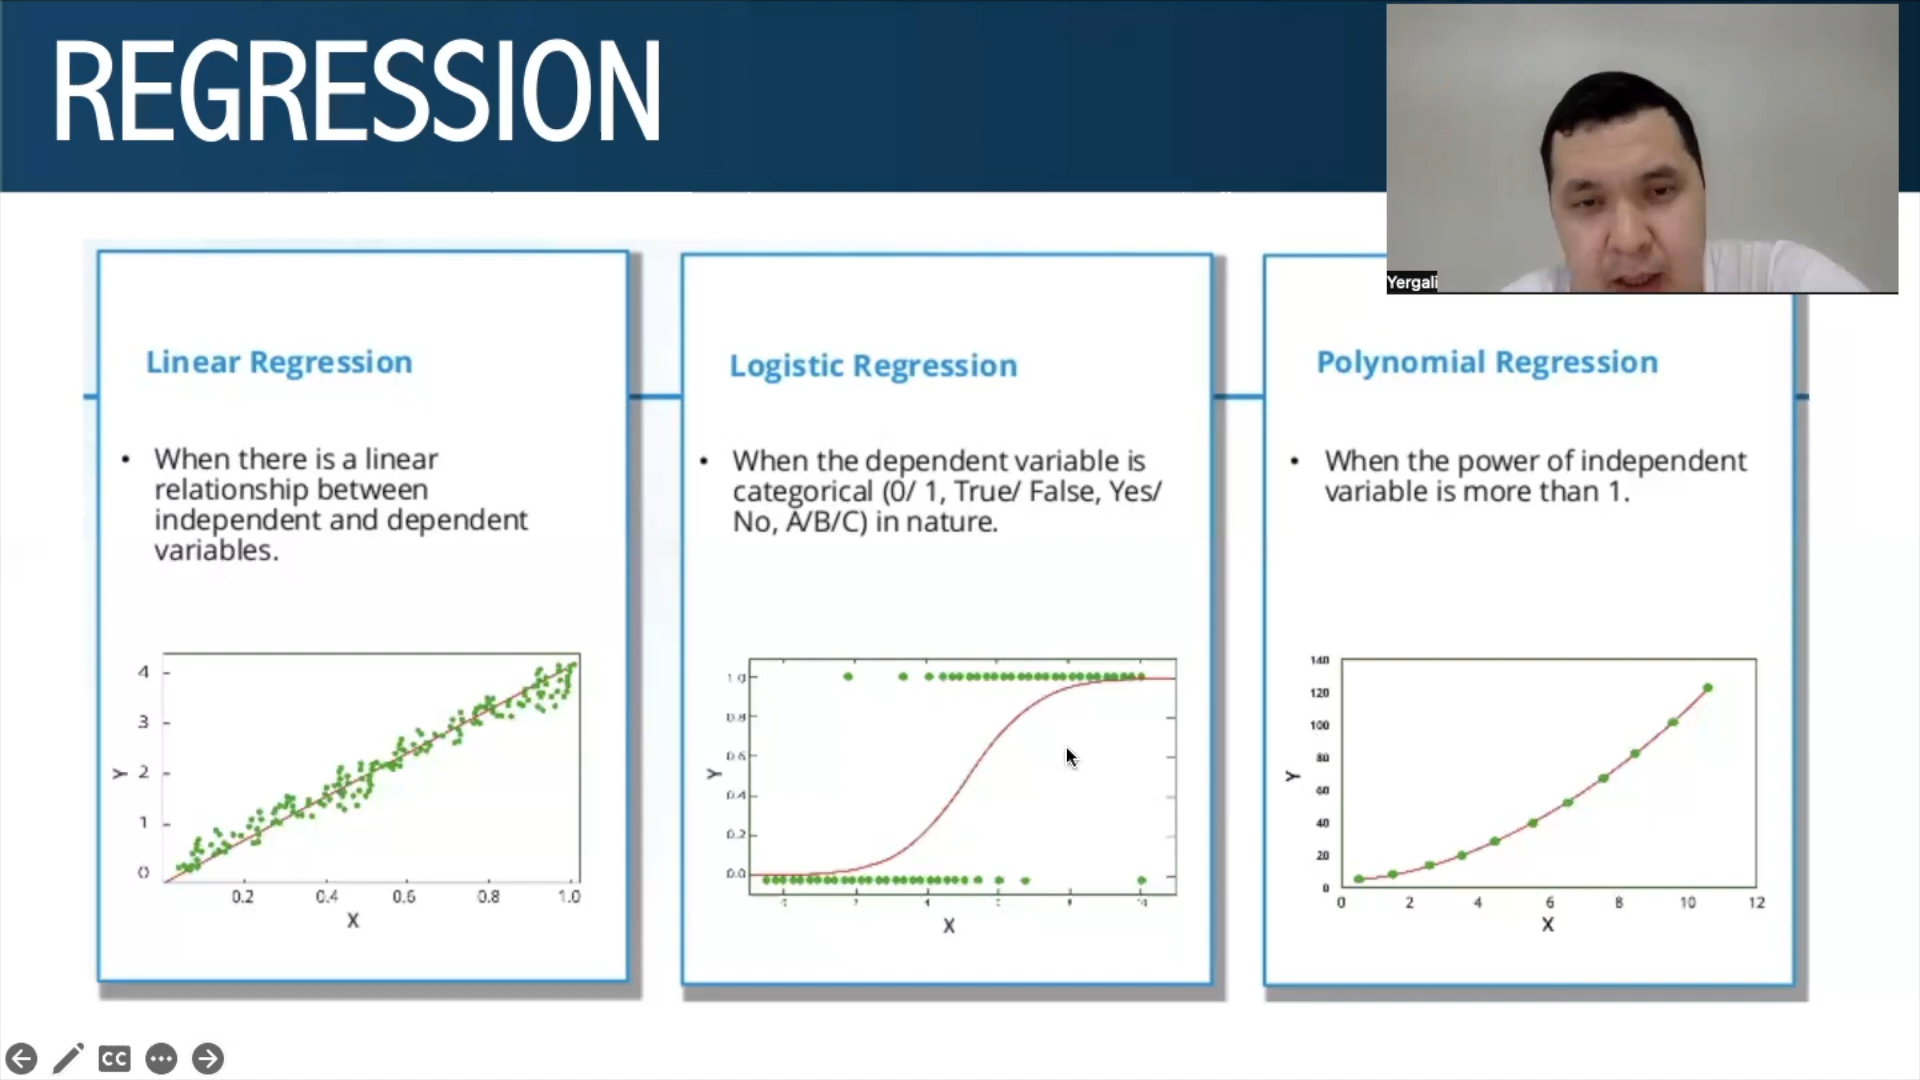 REGRESSION
Yergali
Linear Regression
• When there is a linear
relationship between
independent and dependent
variables.
4
3
2
1
0
Y
0.2 0.4 0.6 0.8 1.0
X
Logistic Regression
• When the dependent variable is
categorical (0/ 1, True/ False, Yes/
No, A/B/C) in nature.
1.0
0.8
0.6
0.4
0.2
0.0
Y
X
Polynomial Regression
• When the power of independent
variable is more than 1.
140
120
100
80
60
40
20
0
Y
0 2 4 6 8 10 12
X
CC